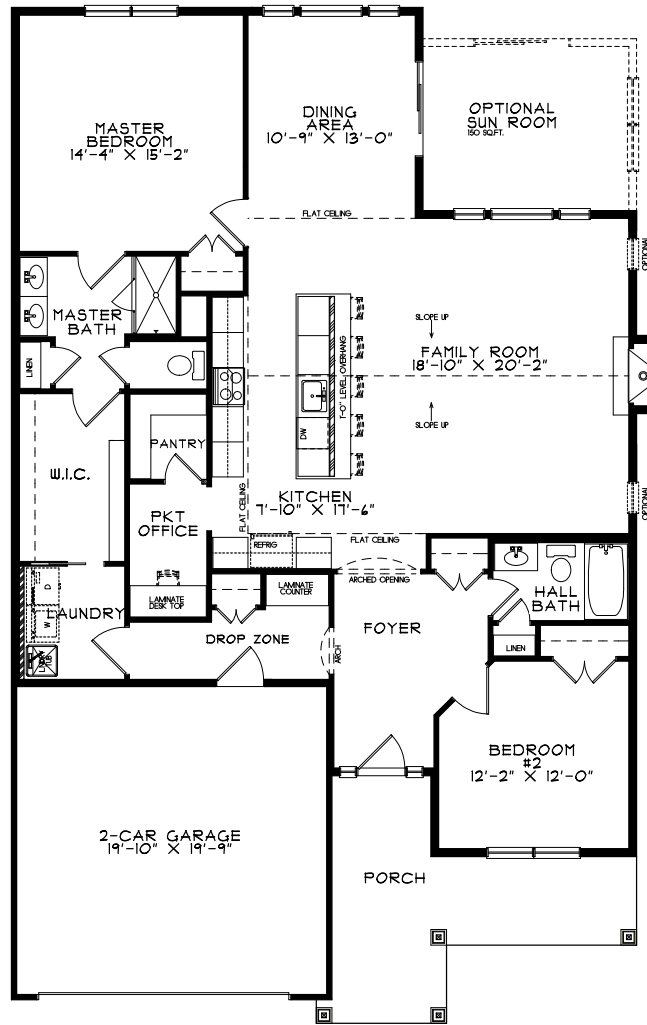 MASTER
BEDROOM
14'-4" X 15'-2"
DINING
AREA
10'-9" X 13'-0"
OPTIONAL
SUN ROOM
150 SQ.FT.
FLAT CEILING
OPTIONAL
MASTER
BATH
LINEN
SLOPE UP
FAMILY ROOM
18'-10" X 20'-2"
SLOPE UP
1'-0" LEVEL OVERHANG
DW
PANTRY
W.I.C.
KITCHEN
7'-10" X 17'-6"
FLAT CEILING
OPTIONAL
PKT
OFFICE
REFRIG
FLAT CEILING
ARCHED OPENING
LAMINATE
DESK TOP
LAMINATE
COUNTER
HALL
BATH
D
W
LAUNDRY
LAUN
TUB
DROP ZONE
ARCH
FOYER
LINEN
BEDROOM
#2
12'-2" X 12'-0"
2-CAR GARAGE
19'-10" X 19'-9"
PORCH